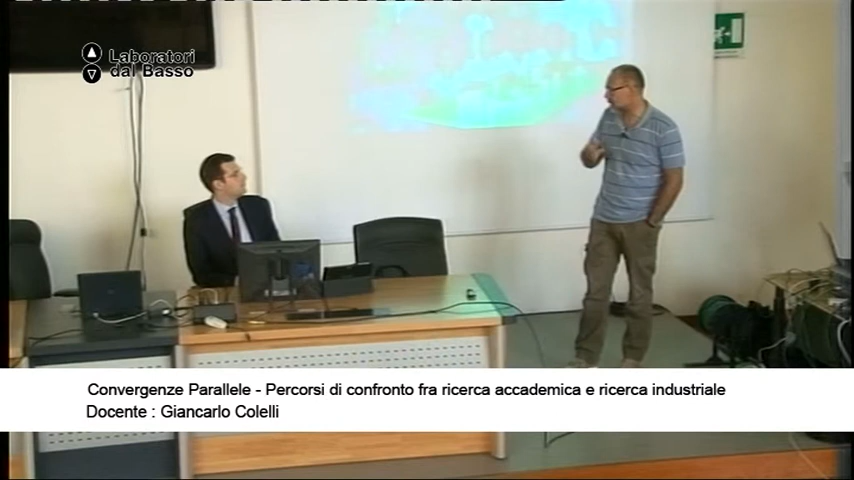 Laboratori
dal Basso
Convergenze Parallele - Percorsi di confronto fra ricerca accademica e ricerca industriale
Docente : Giancarlo Colelli